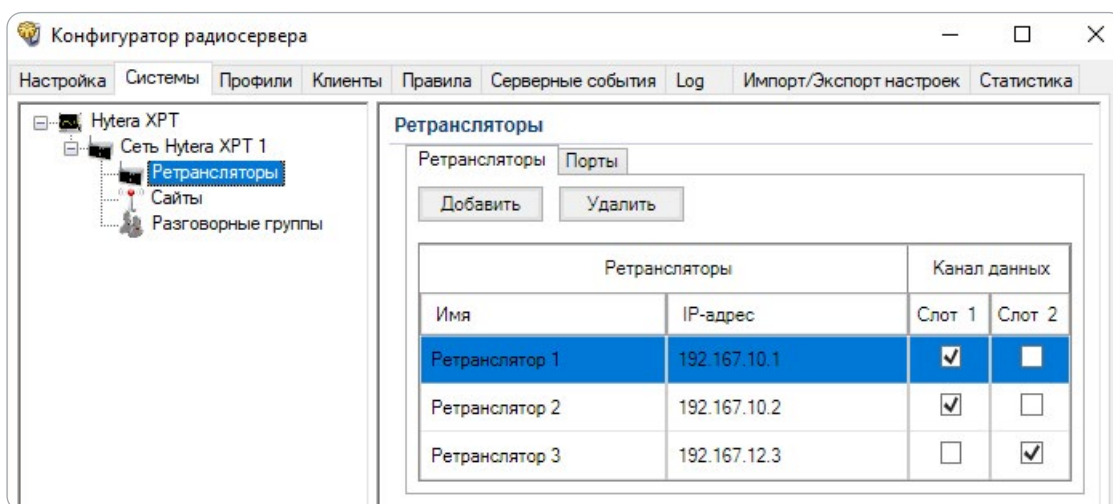 Конфигуратор радиосервера
Настройка Системы Профили Клиенты Правила Серверные события Log Импорт/Экспорт настроек Статистика
Hytera XPT
Сеть Hytera XPT 1
Ретрансляторы
Сайты
Разговорные группы
Ретрансляторы
Ретрансляторы Порты
Добавить Удалить
Ретрансляторы Канал данных
Имя IP-адрес Слот 1 Слот 2
Ретранслятор 1 192.167.10.1
Ретранслятор 2 192.167.10.2
Ретранслятор 3 192.167.12.3